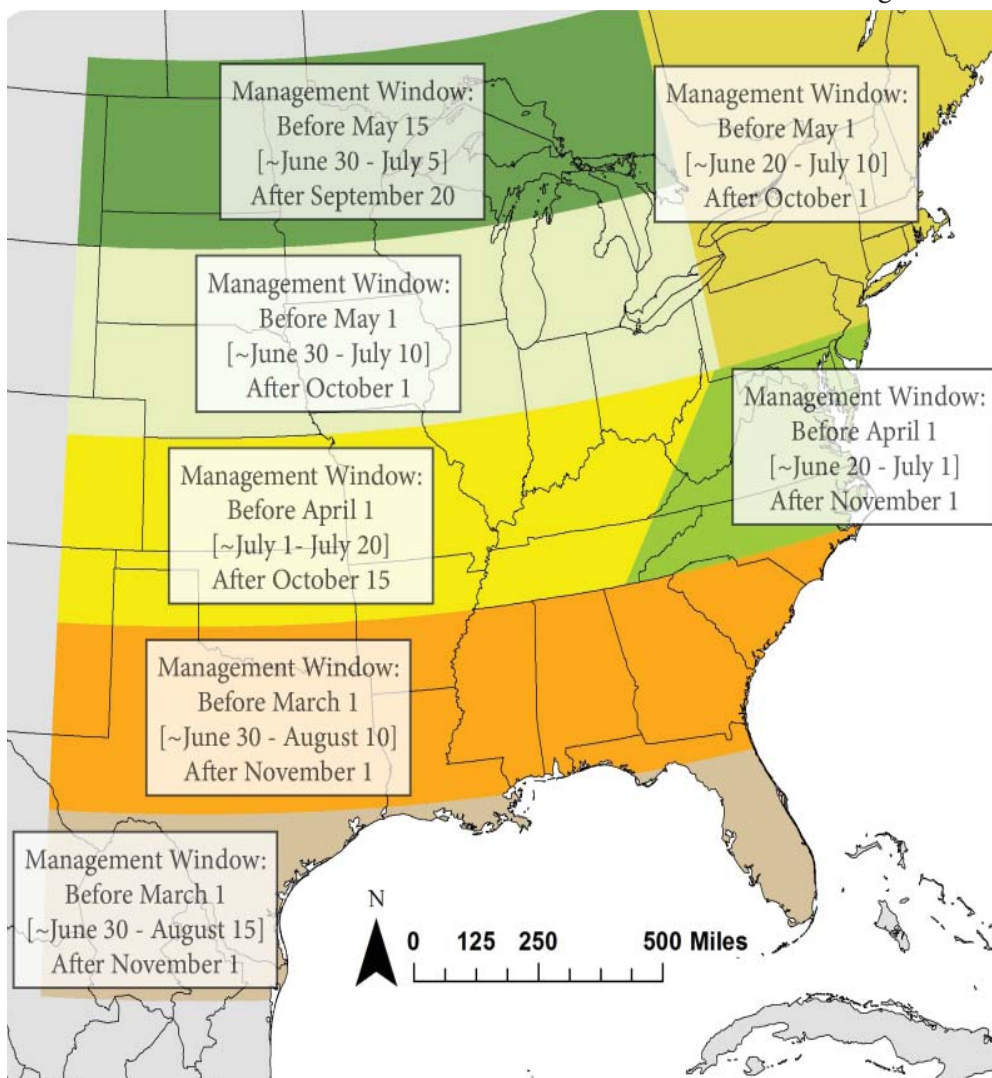 Management Window:
Before May 15
[~June 30 - July 5]
After September 20
Management Window:
Before May 1
[~June 20 - July 10]
After October 1
Management Window:
Before May 1
[~June 30 - July 10]
After October 1
Management Window:
Before April 1
[~June 20 - July 1]
After November 1
Management Window:
Before April 1
[~July 1- July 20]
After October 15
Management Window:
Before March 1
[~June 30 - August 10]
After November 1
Management Window:
Before March 1
[~June 30 - August 15]
After November 1
N
0 125 250 500 Miles